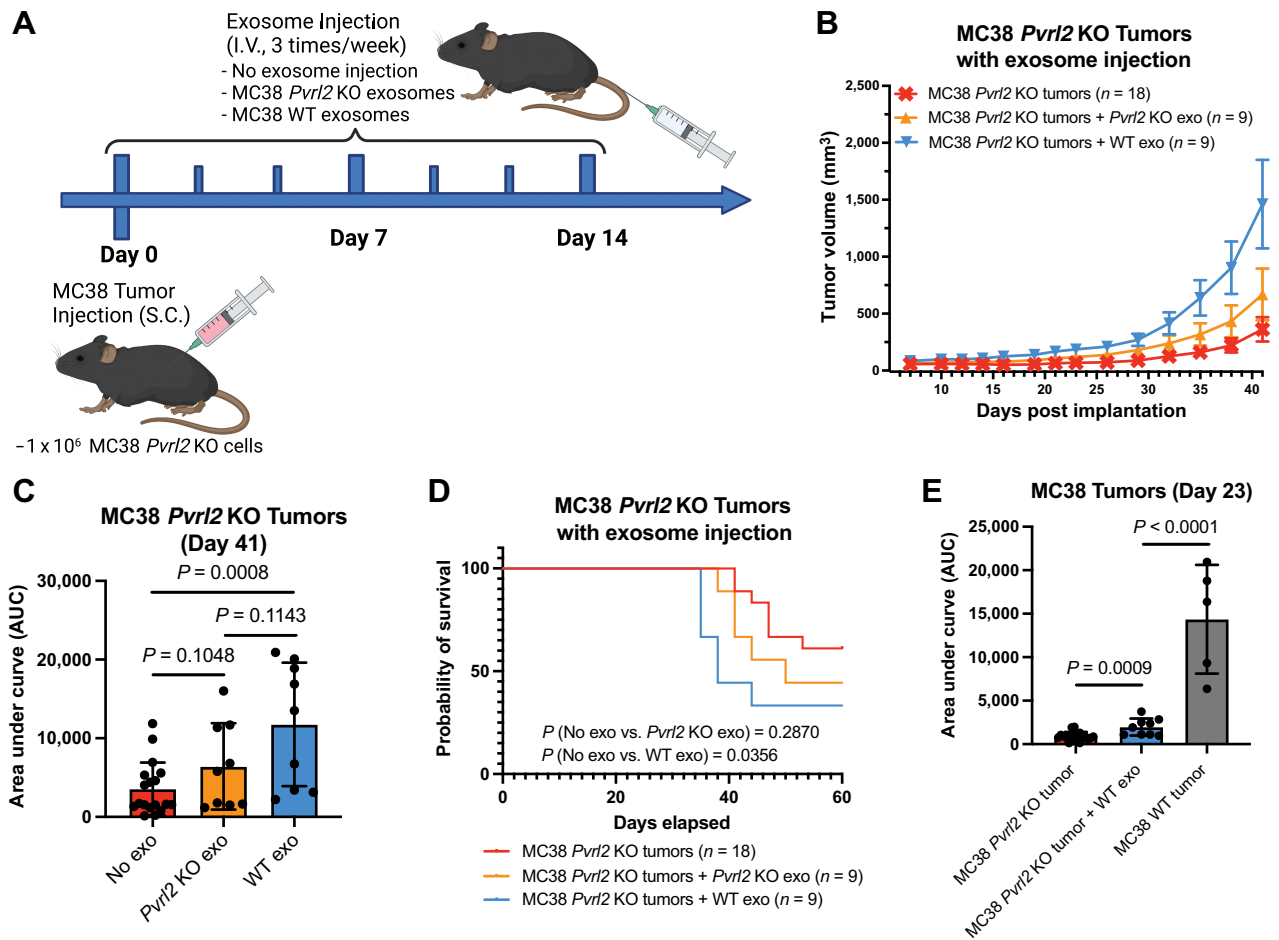 A
Exosome Injection
(I.V., 3 times/week)
- No exosome injection
- MC38 Pvrl2 KO exosomes
- MC38 WT exosomes
Day 0
Day 7
Day 14
MC38 Tumor
Injection (S.C.)
~1 x 10⁶ MC38 Pvrl2 KO cells
B
MC38 Pvrl2 KO Tumors
with exosome injection
MC38 Pvrl2 KO tumors (n = 18)
MC38 Pvrl2 KO tumors + Pvrl2 KO exo (n = 9)
MC38 Pvrl2 KO tumors + WT exo (n = 9)
Tumor volume (mm³)
2,500
2,000
1,500
1,000
500
0
10 15 20 25 30 35 40
Days post implantation
C
MC38 Pvrl2 KO Tumors
(Day 41)
P = 0.0008
P = 0.1143
P = 0.1048
Area under curve (AUC)
30,000
20,000
10,000
0
No exo
Pvrl2 KO exo
WT exo
D
MC38 Pvrl2 KO Tumors
with exosome injection
Probability of survival
100
50
0
P (No exo vs. Pvrl2 KO exo) = 0.2870
P (No exo vs. WT exo) = 0.0356
0 20 40 60
Days elapsed
MC38 Pvrl2 KO tumors (n = 18)
MC38 Pvrl2 KO tumors + Pvrl2 KO exo (n = 9)
MC38 Pvrl2 KO tumors + WT exo (n = 9)
E
MC38 Tumors (Day 23)
P < 0.0001
P = 0.0009
Area under curve (AUC)
25,000
20,000
15,000
10,000
5,000
0
MC38 Pvrl2 KO tumor
MC38 Pvrl2 KO tumor + WT exo
MC38 WT tumor